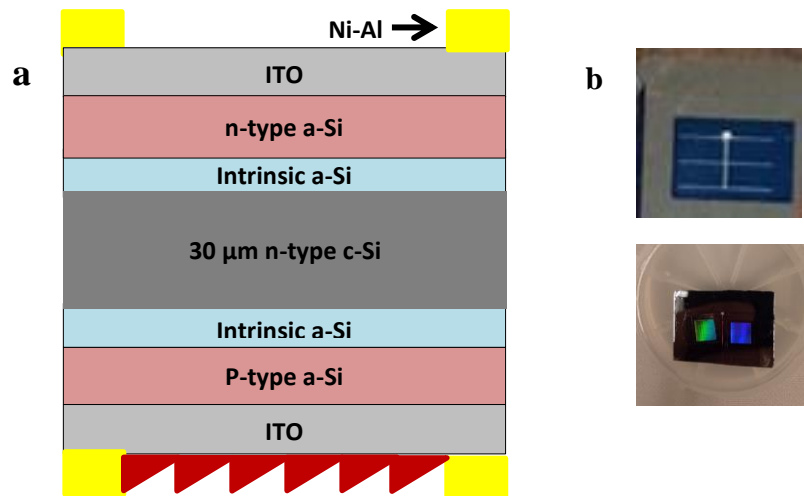 Ni-Al
a
b
ITO
n-type a-Si
Intrinsic a-Si
30 µm n-type c-Si
Intrinsic a-Si
P-type a-Si
ITO